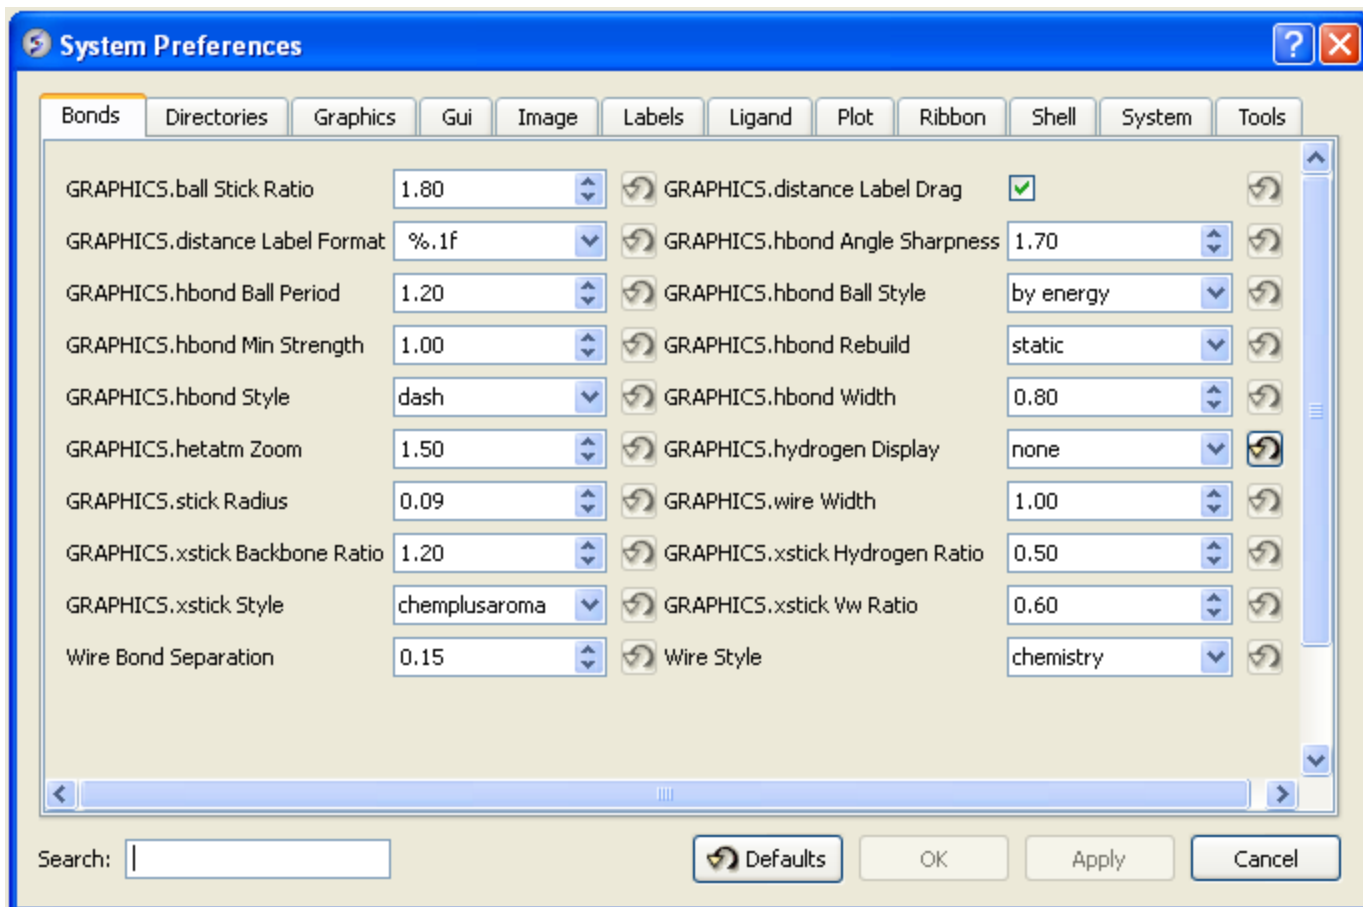 System Preferences
Bonds Directories Graphics Gui Image Labels Ligand Plot Ribbon Shell System Tools
GRAPHICS.ball Stick Ratio 1.80 GRAPHICS.distance Label Drag
GRAPHICS.distance Label Format %.1f GRAPHICS.hbond Angle Sharpness 1.70
GRAPHICS.hbond Ball Period 1.20 GRAPHICS.hbond Ball Style by energy
GRAPHICS.hbond Min Strength 1.00 GRAPHICS.hbond Rebuild static
GRAPHICS.hbond Style dash GRAPHICS.hbond Width 0.80
GRAPHICS.hetatm Zoom 1.50 GRAPHICS.hydrogen Display none
GRAPHICS.stick Radius 0.09 GRAPHICS.wire Width 1.00
GRAPHICS.xstick Backbone Ratio 1.20 GRAPHICS.xstick Hydrogen Ratio 0.50
GRAPHICS.xstick Style chemplusaroma GRAPHICS.xstick Vw Ratio 0.60
Wire Bond Separation 0.15 Wire Style chemistry
Search: Defaults OK Apply Cancel